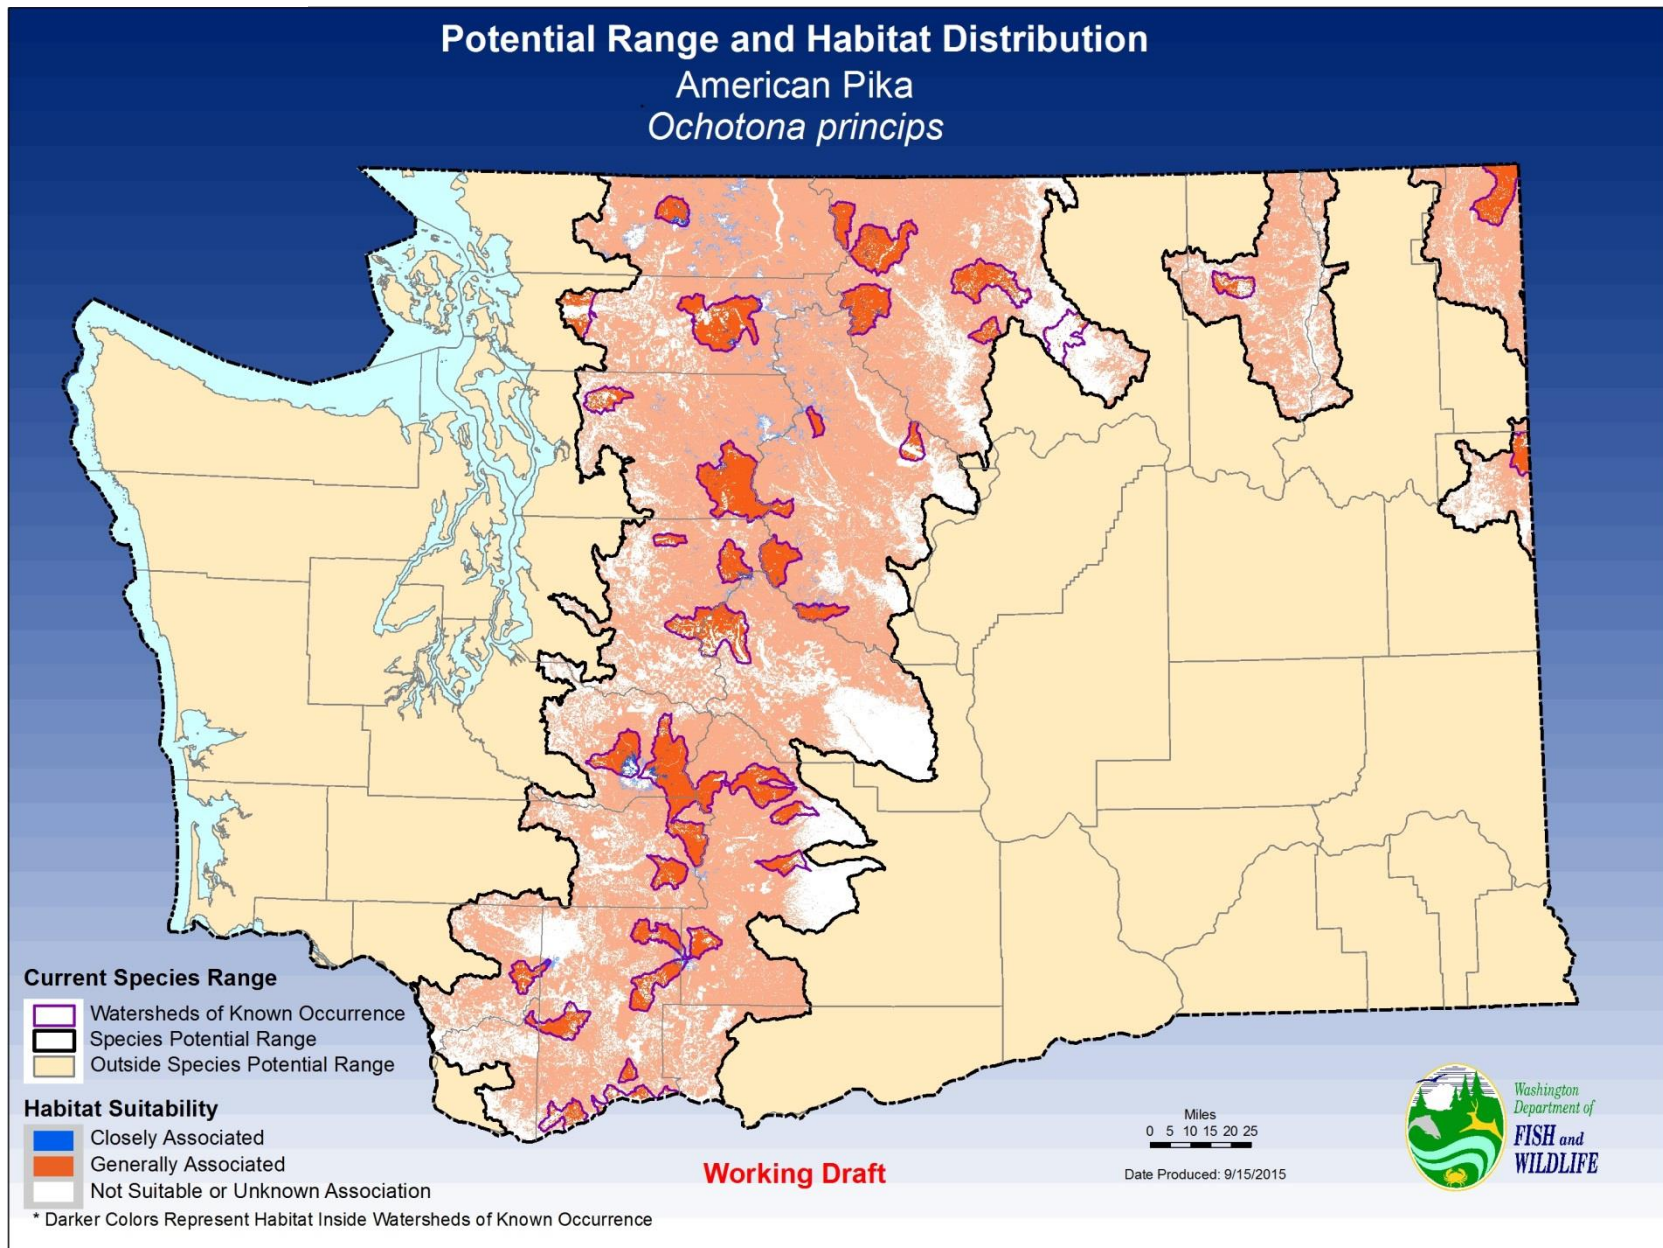 Potential Range and Habitat Distribution
American Pika
Ochotona princips
Current Species Range
Watersheds of Known Occurrence
Species Potential Range
Outside Species Potential Range
Habitat Suitability
Closely Associated
Generally Associated
Not Suitable or Unknown Association
* Darker Colors Represent Habitat Inside Watersheds of Known Occurrence
Working Draft
Miles
0 5 10 15 20 25
Date Produced: 9/15/2015
Washington
Department of
FISH and
WILDLIFE